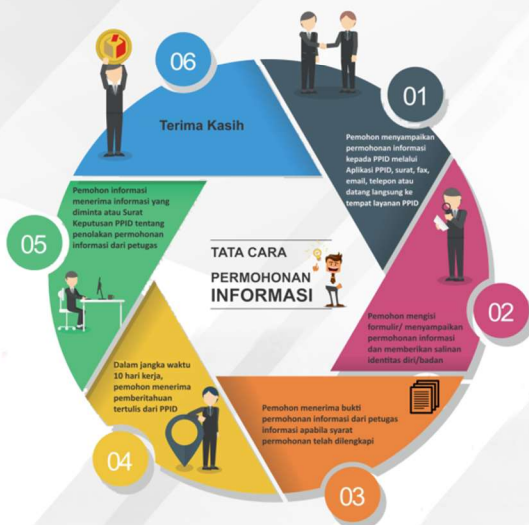 TATA CARA
PERMOHONAN
INFORMASI
01
Pemohon menyampaikan
permohonan informasi
kepada PPID melalui
Aplikasi PPID, surat, fax,
email, telepon atau
datang langsung ke
tempat layanan PPID
02
Pemohon mengisi
formulir/ menyampaikan
permohonan informasi
dan memberikan salinan
identitas diri/badan
03
Pemohon menerima bukti
permohonan informasi dari petugas
informasi apabila syarat
permohonan telah dilengkapi
04
Dalam jangka waktu
10 hari kerja,
pemohon menerima
pemberitahuan
tertulis dari PPID
05
Pemohon informasi
menerima informasi yang
diminta atau Surat
Keputusan PPID tentang
penolakan permohonan
informasi dari petugas
06
Terima Kasih